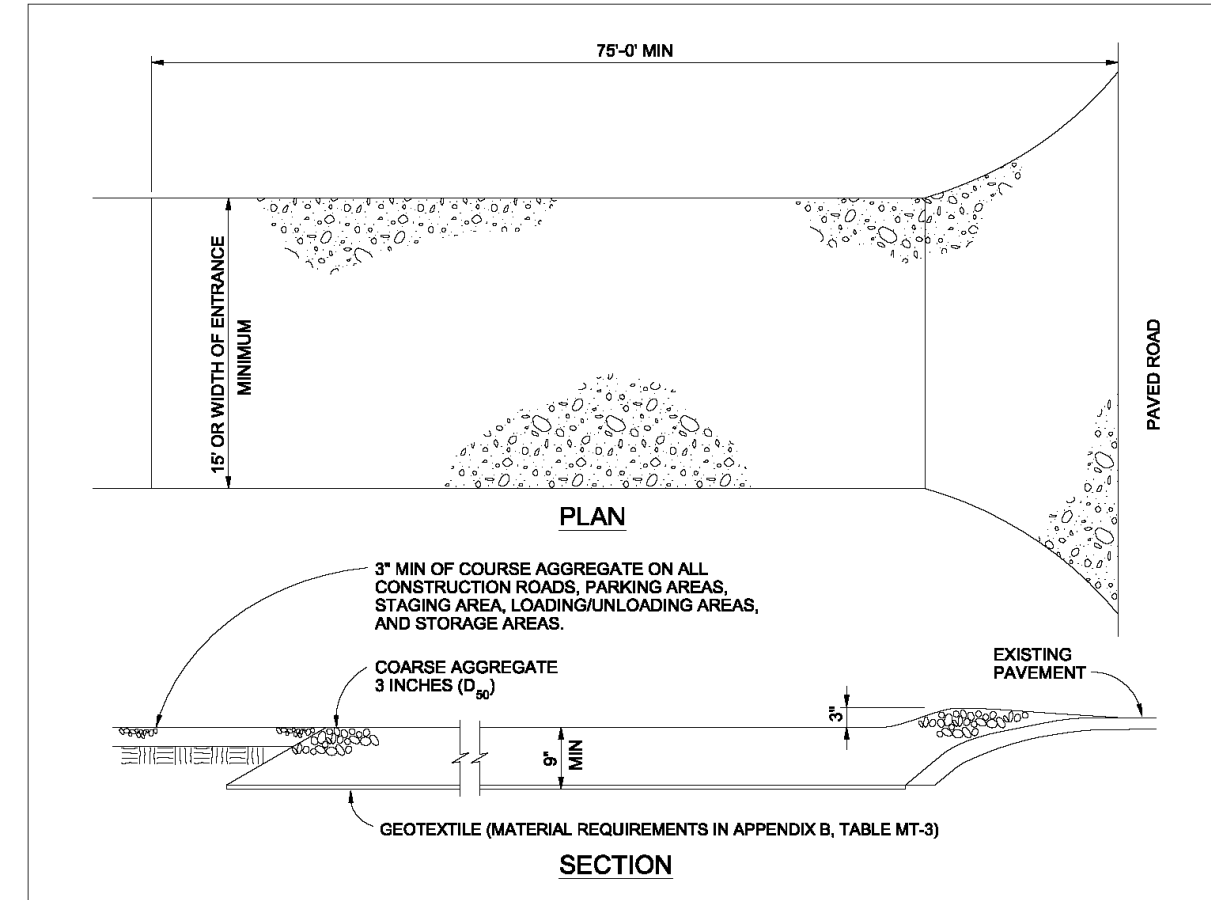 75'-0' MIN
15' OR WIDTH OF ENTRANCE
MINIMUM
PAVED ROAD
PLAN
3" MIN OF COURSE AGGREGATE ON ALL
CONSTRUCTION ROADS, PARKING AREAS,
STAGING AREA, LOADING/UNLOADING AREAS,
AND STORAGE AREAS.
COARSE AGGREGATE
3 INCHES (D50)
EXISTING
PAVEMENT
3"
9"
MIN
GEOTEXTILE (MATERIAL REQUIREMENTS IN APPENDIX B, TABLE MT-3)
SECTION